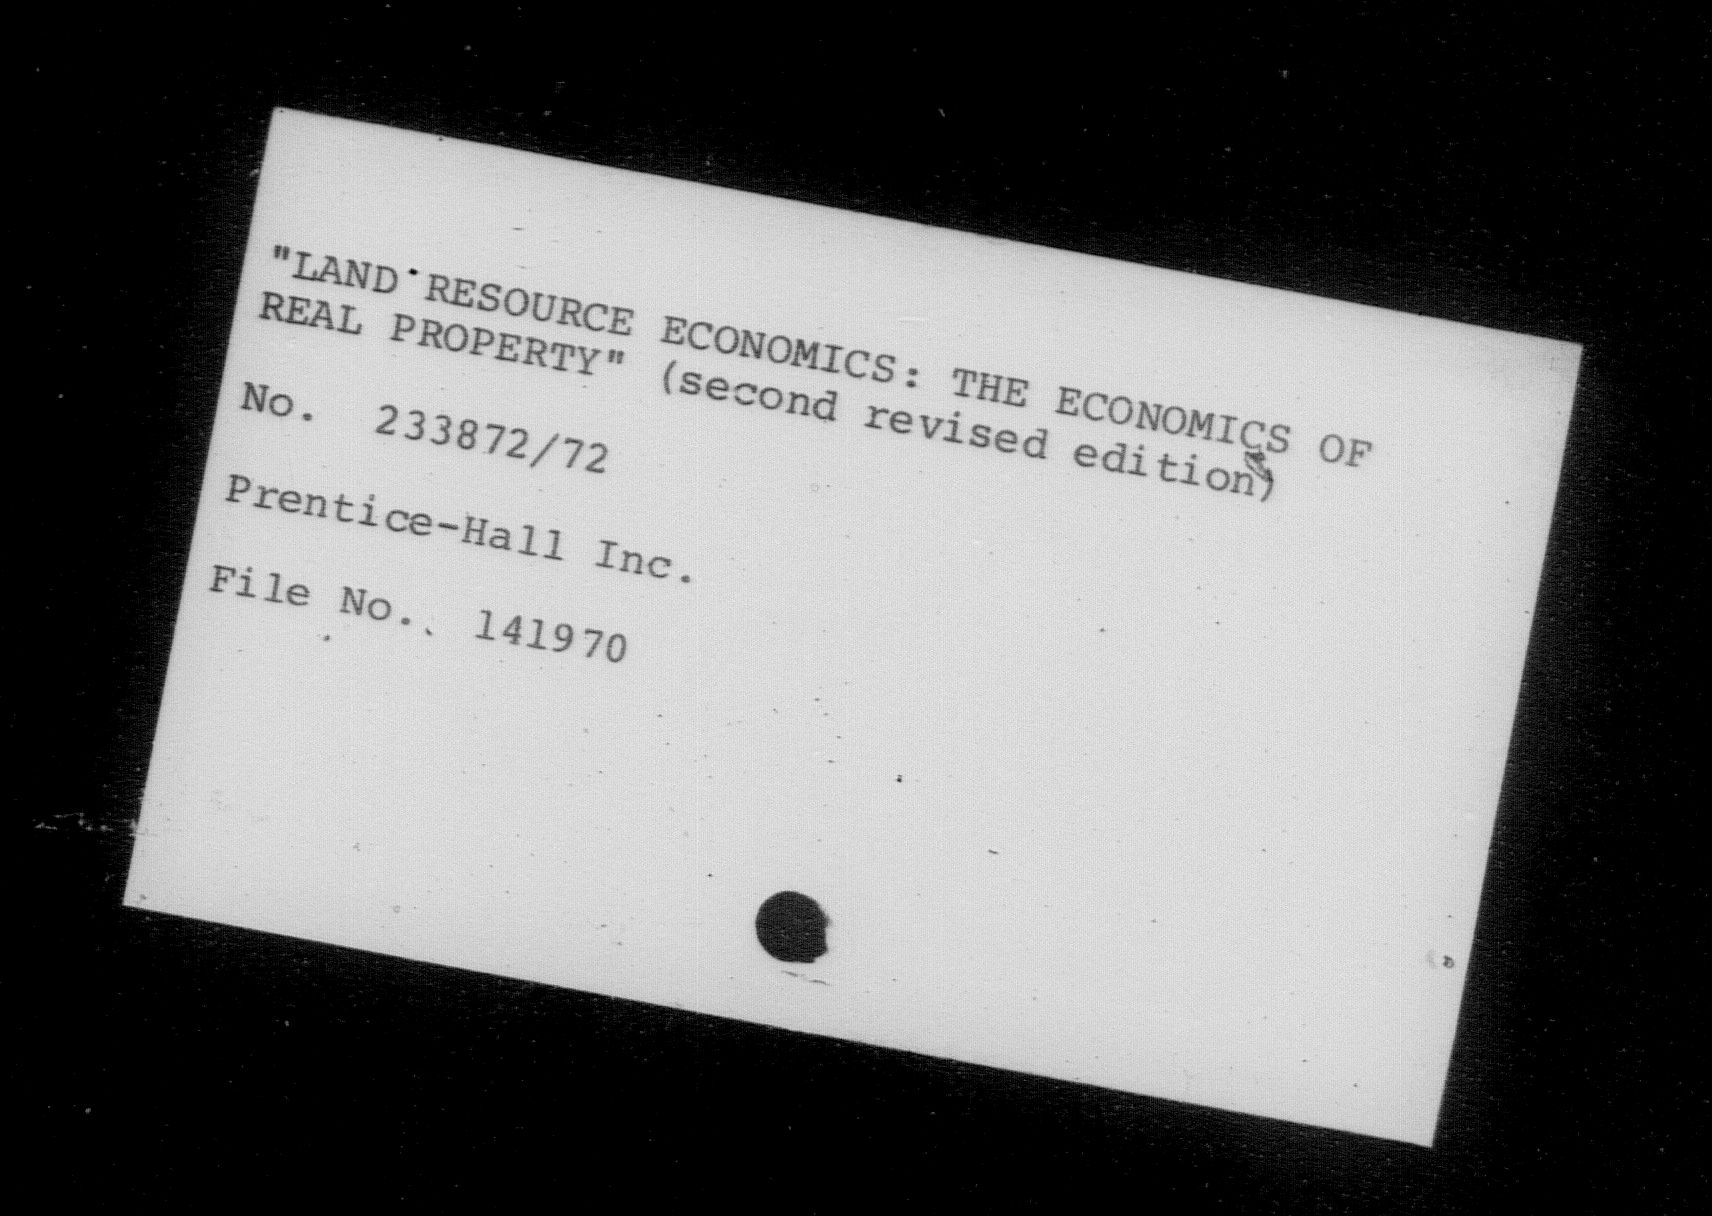 "LAND RESOURCE ECONOMICS: THE ECONOMICS OF
REAL PROPERTY" (second revised edition)
No. 233872/72
Prentice-Hall Inc.
File No. 141970